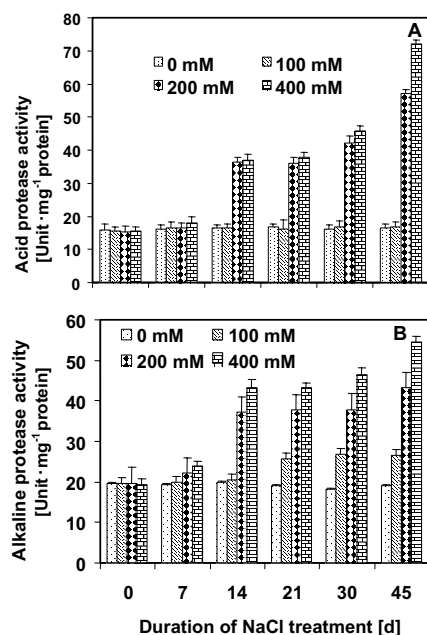 A
80
70
60
50
40
30
20
10
0
0 mM 100 mM
200 mM 400 mM
Acid protease activity
[Unit·mg⁻¹ protein]
B
60
50
40
30
20
10
0
0 mM 100 mM
200 mM 400 mM
Alkaline protease activity
[Unit·mg⁻¹ protein]
0 7 14 21 30 45
Duration of NaCl treatment [d]